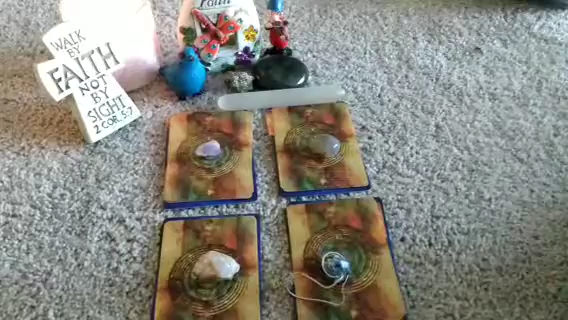 WALK
BY
FAITH
NOT
BY
SIGHT
2 COR. 5:7
Faith